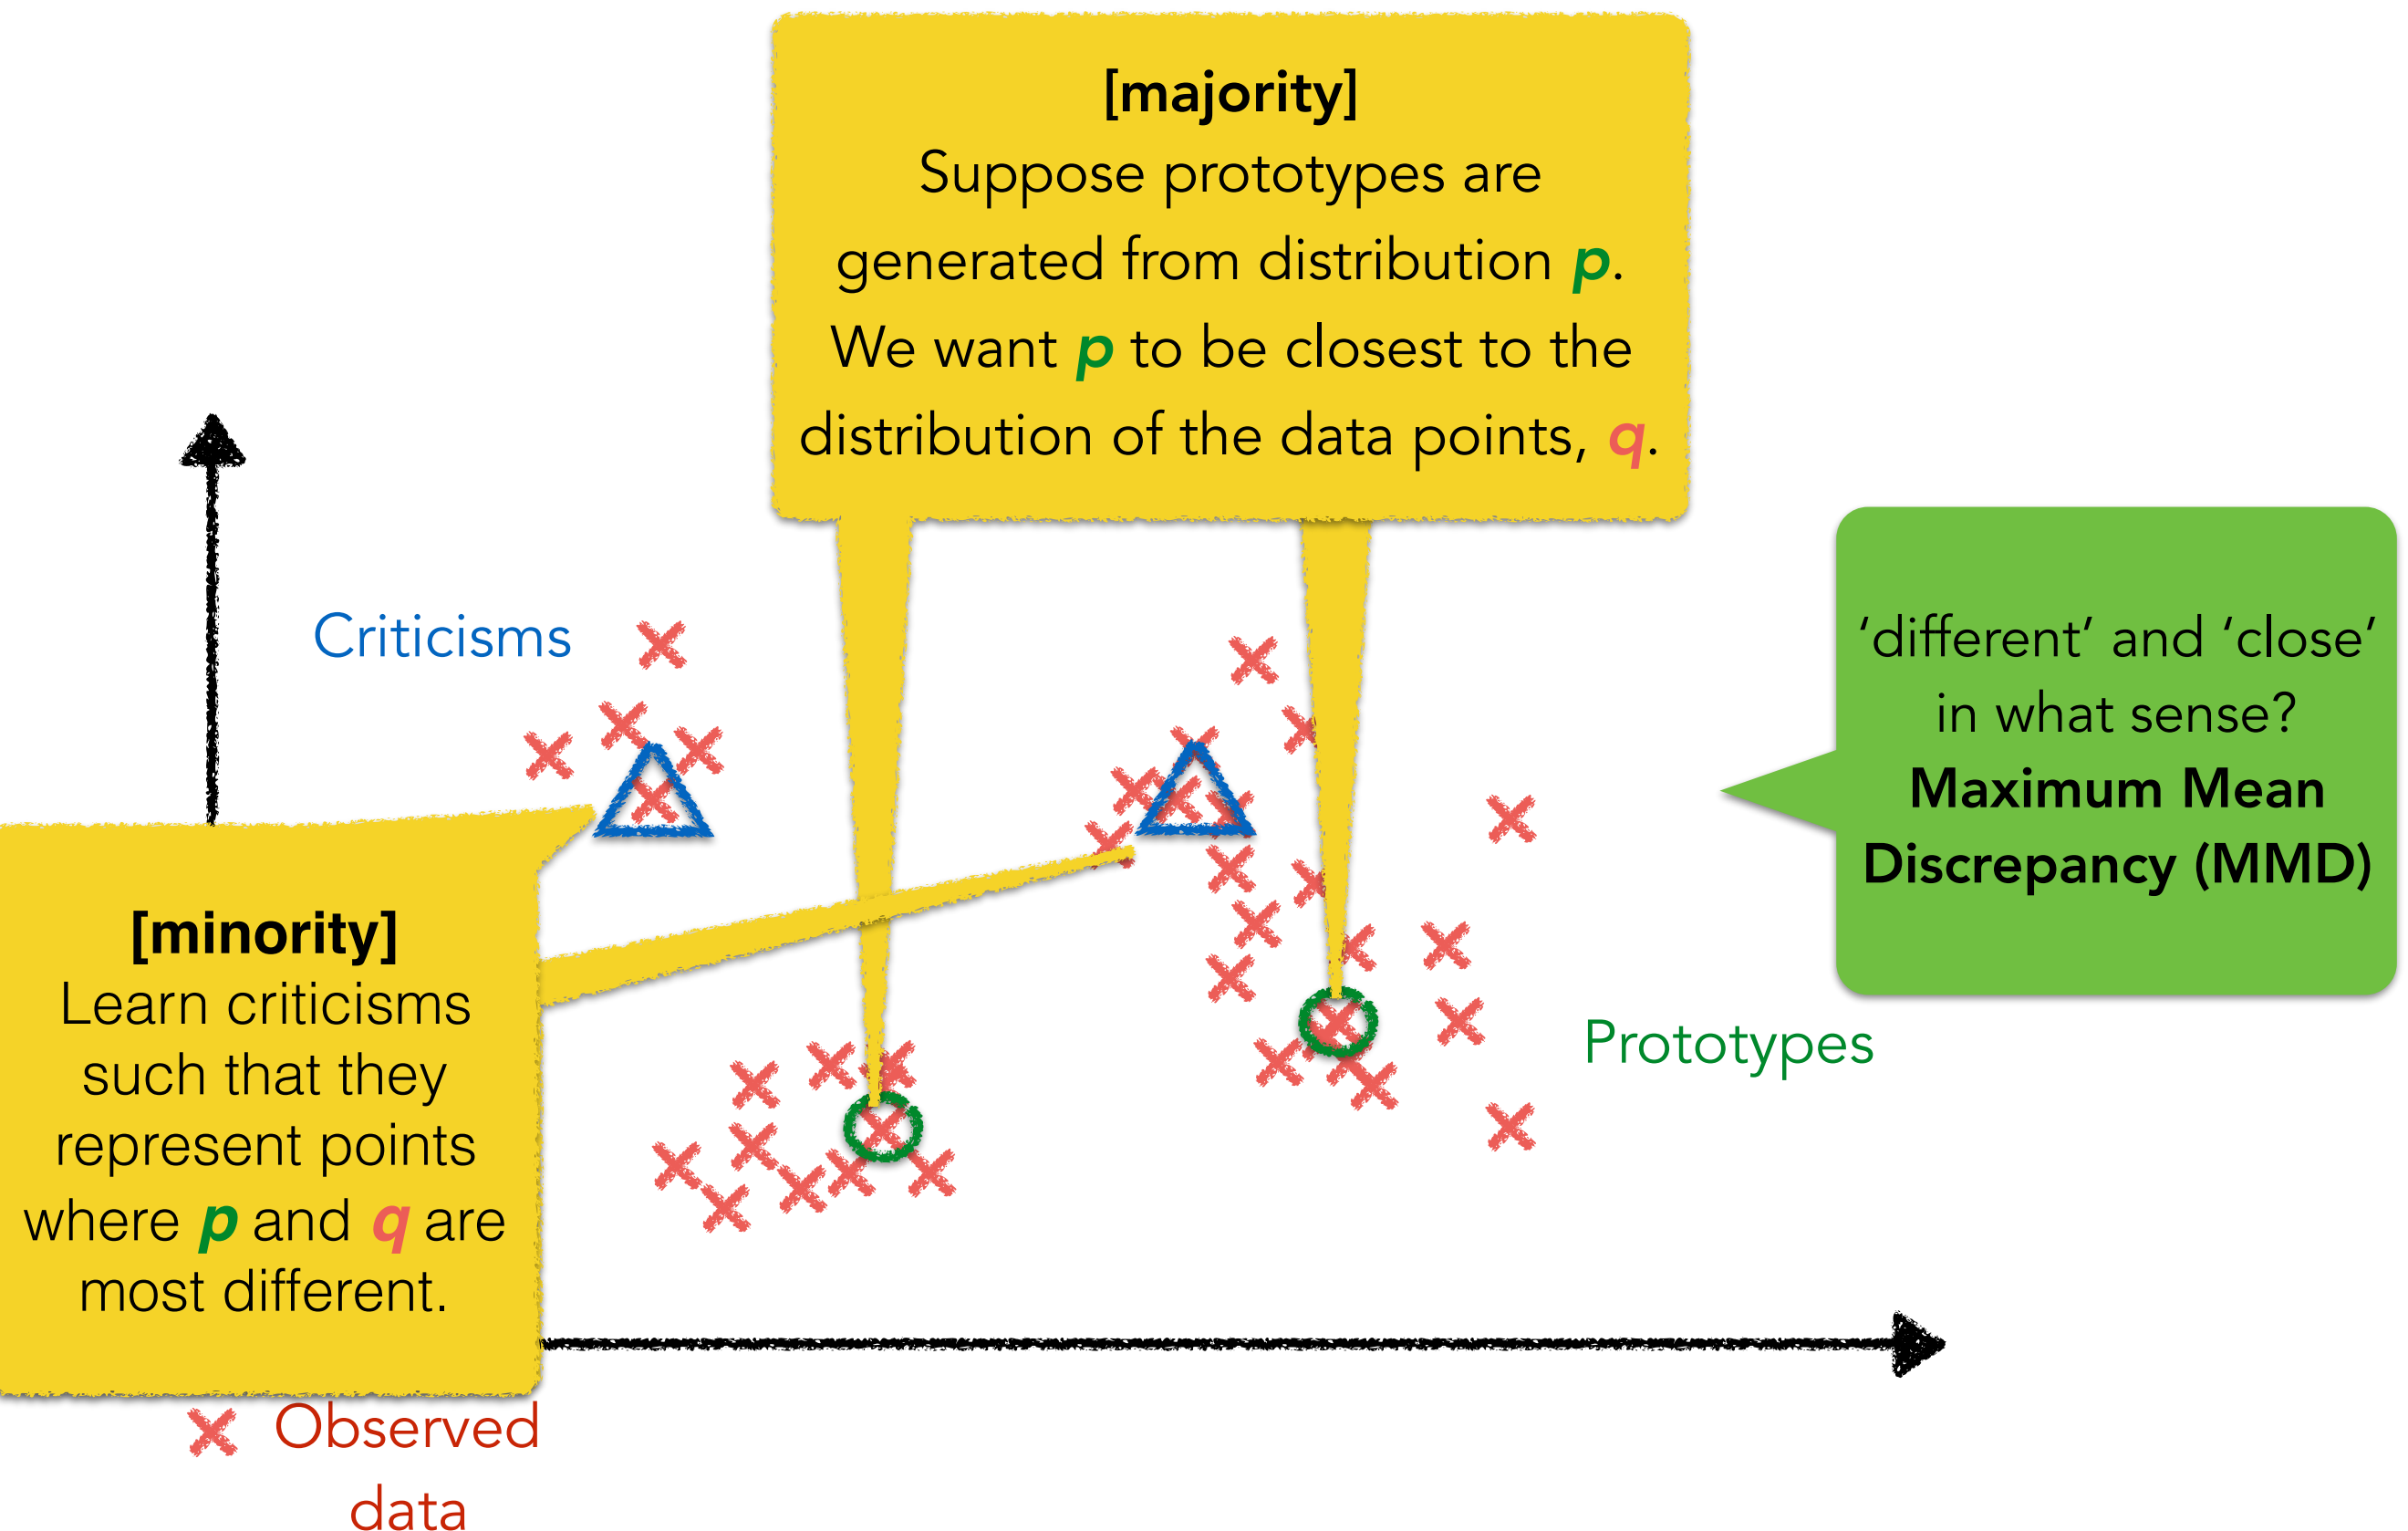 [majority]
Suppose prototypes are
generated from distribution p.
We want p to be closest to the
distribution of the data points, q.
Criticisms
‘different’ and ‘close’
in what sense?
Maximum Mean
Discrepancy (MMD)
[minority]
Learn criticisms
such that they
represent points
where p and q are
most different.
Prototypes
Observed
data